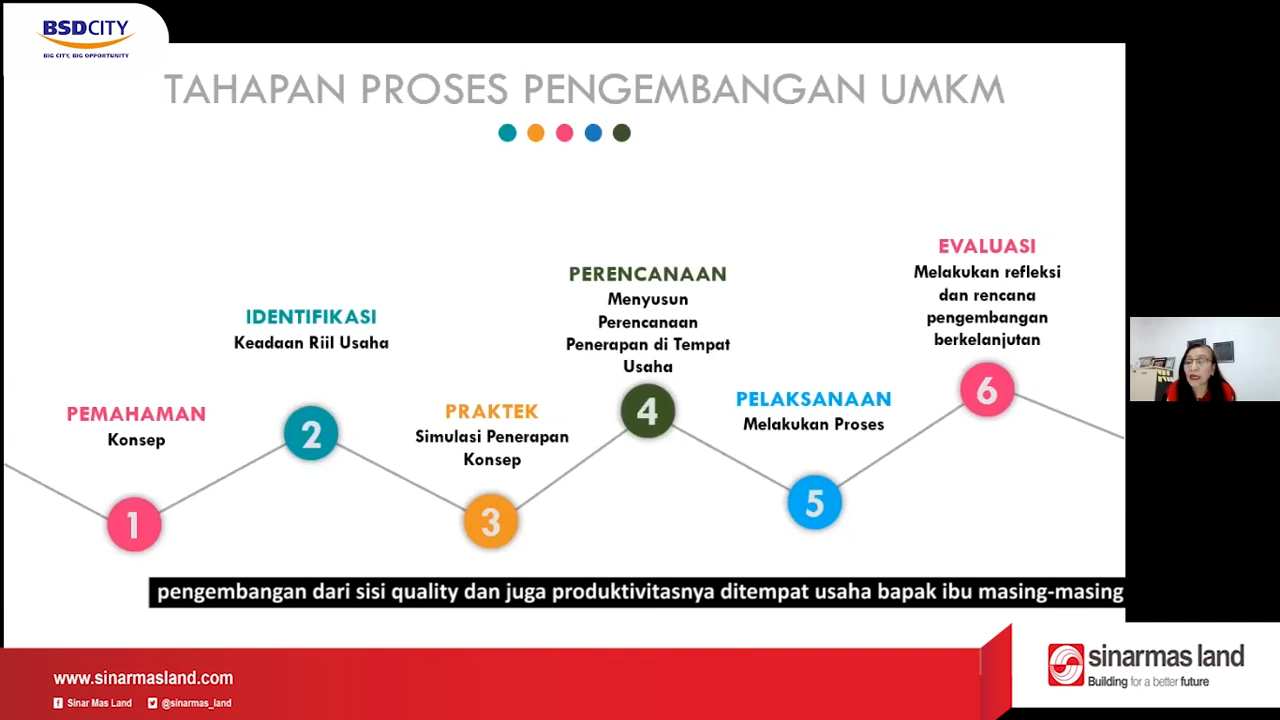 BSDCITY
BIG CITY, BIG OPPORTUNITY
TAHAPAN PROSES PENGEMBANGAN UMKM
PEMAHAMAN
Konsep
1
IDENTIFIKASI
Keadaan Riil Usaha
2
PRAKTEK
Simulasi Penerapan
Konsep
3
PERENCANAAN
Menyusun
Perencanaan
Penerapan di Tempat
Usaha
4
PELAKSANAAN
Melakukan Proses
5
EVALUASI
Melakukan refleksi
dan rencana
pengembangan
berkelanjutan
6
pengembangan dari sisi quality dan juga produktivitasnya ditempat usaha bapak ibu masing-masing
www.sinarmasland.com
Sinar Mas Land @sinarmas_land
sinarmas land
Building for a better future